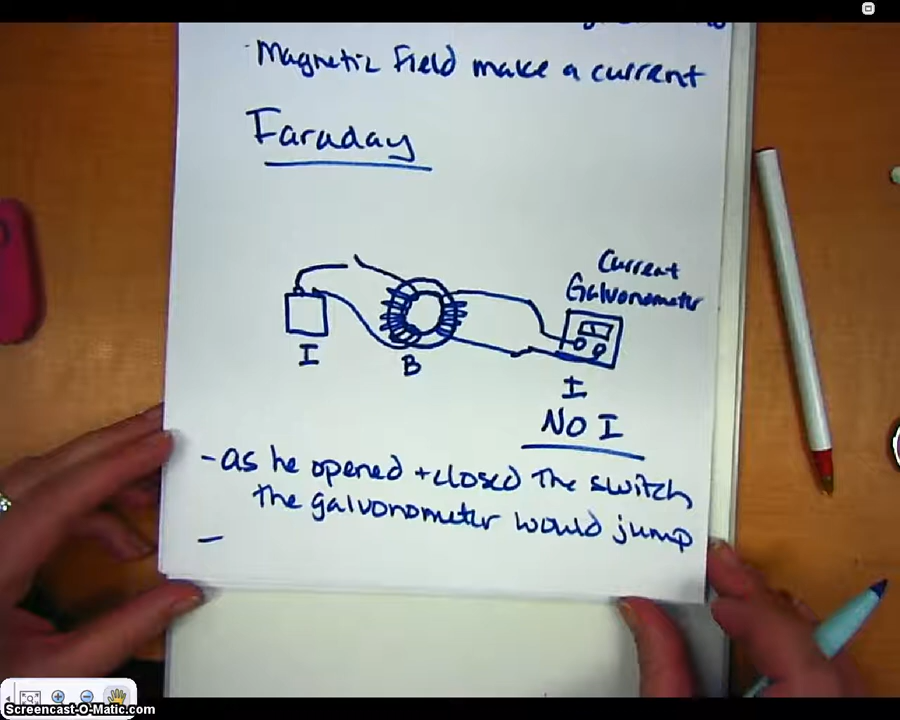 Magnetic Field make a current
Faraday
Current
Galvonometer
I
B
I
NO I
- as he opened + closed the switch
the galvonometer would jump
-
Screencast-O-Matic.com